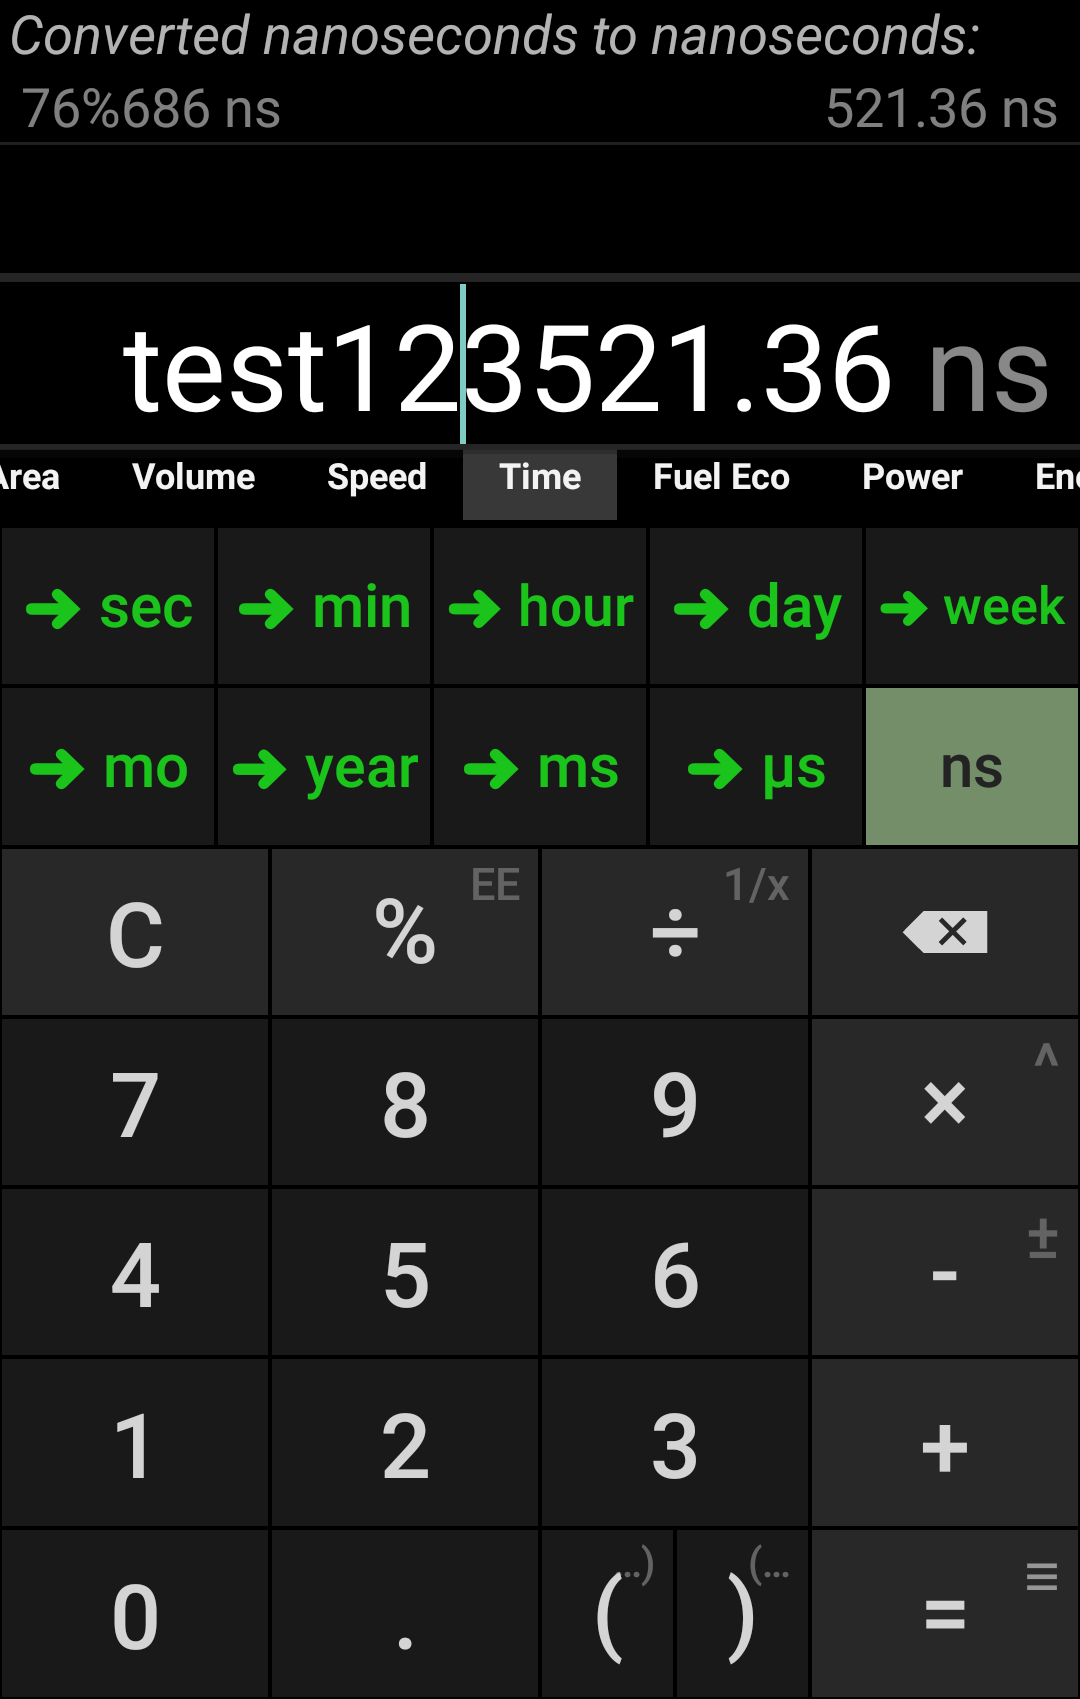 Converted nanoseconds to nanoseconds:
76%686 ns 521.36 ns
test123521.36 ns
Area Volume Speed Time Fuel Eco Power Ene
➔ sec ➔ min ➔ hour ➔ day ➔ week
➔ mo ➔ year ➔ ms ➔ µs ns
C % EE ÷ 1/x
7 8 9 × ^
4 5 6 - ±
1 2 3 +
0 . ( ..) ) (... = ≡